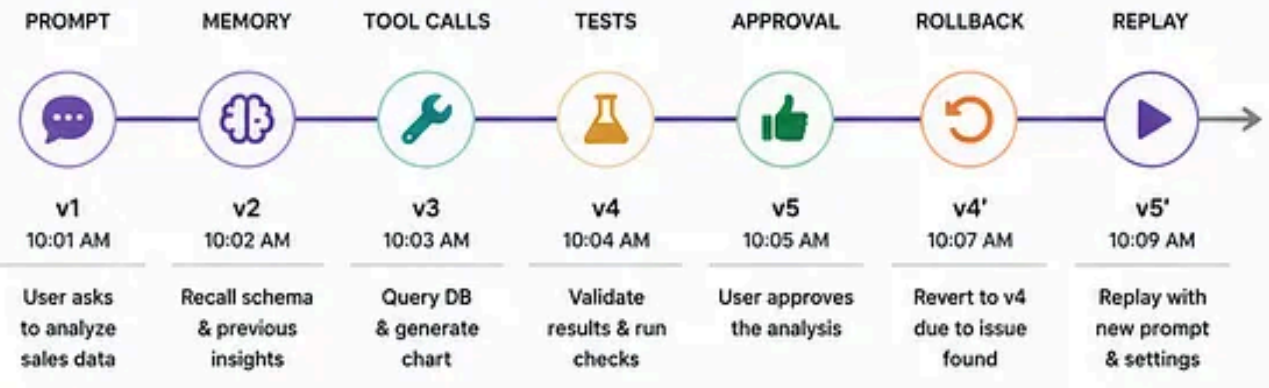 PROMPT
MEMORY
TOOL CALLS
TESTS
APPROVAL
ROLLBACK
REPLAY
v1
v2
v3
v4
v5
v4'
v5'
10:01 AM
10:02 AM
10:03 AM
10:04 AM
10:05 AM
10:07 AM
10:09 AM
User asks
to analyze
sales data
Recall schema
& previous
insights
Query DB
& generate
chart
Validate
results & run
checks
User approves
the analysis
Revert to v4
due to issue
found
Replay with
new prompt
& settings